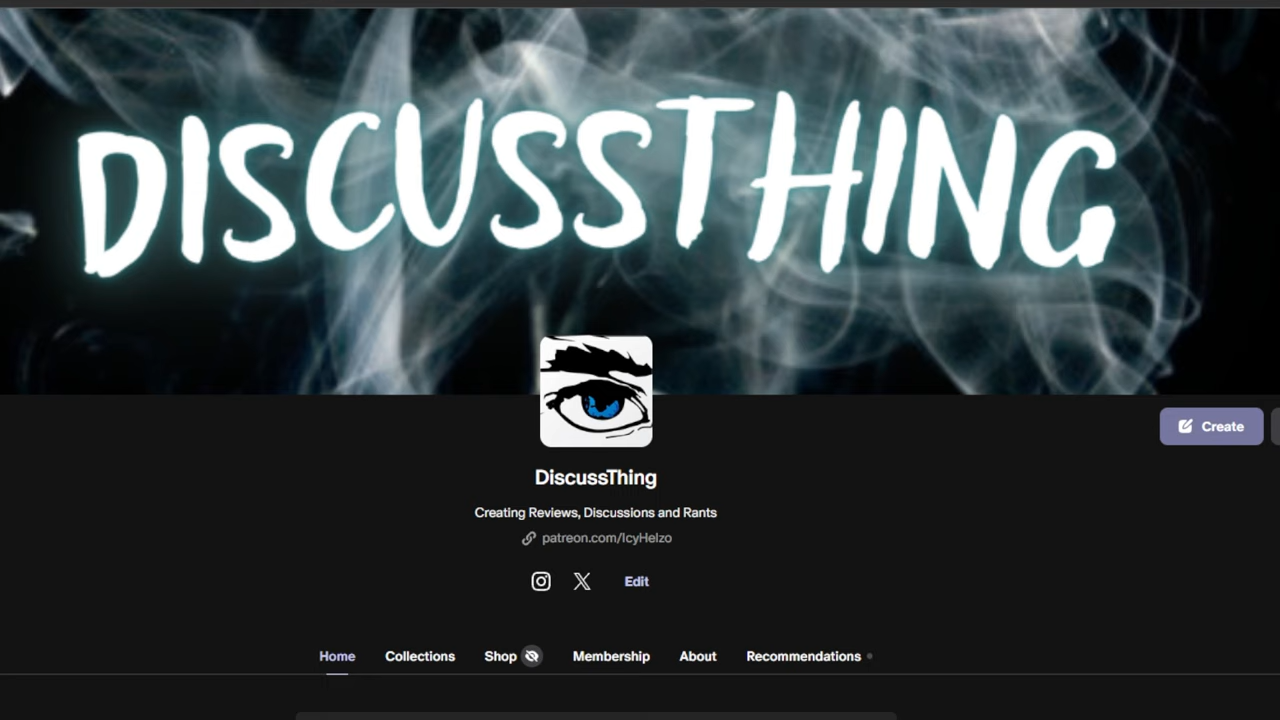 DISCUSSTHING
Create
DiscussThing
Creating Reviews, Discussions and Rants
patreon.com/IcyHelzo
Edit
Home Collections Shop Membership About Recommendations